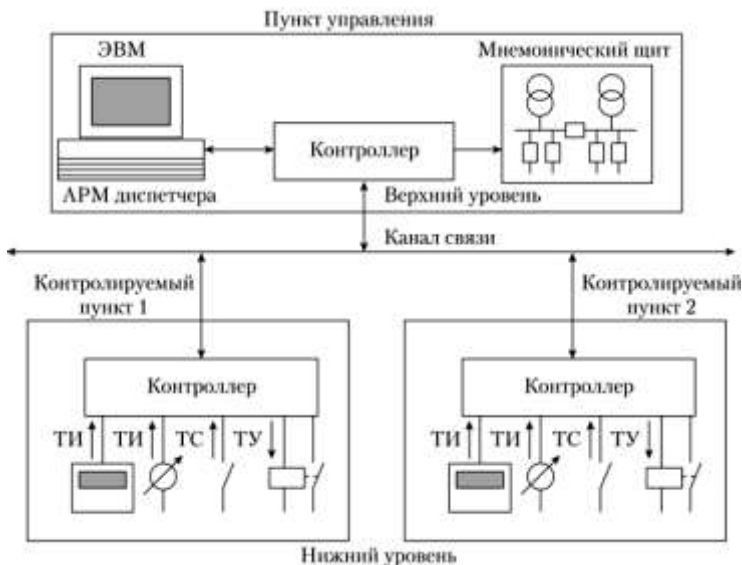 Пункт управления
ЭВМ
Мнемонический щит
Контроллер
АРМ диспетчера
Верхний уровень
Канал связи
Контролируемый
пункт 1
Контролируемый
пункт 2
Контроллер
ТИ ТИ ТС ТУ
Контроллер
ТИ ТИ ТС ТУ
Нижний уровень